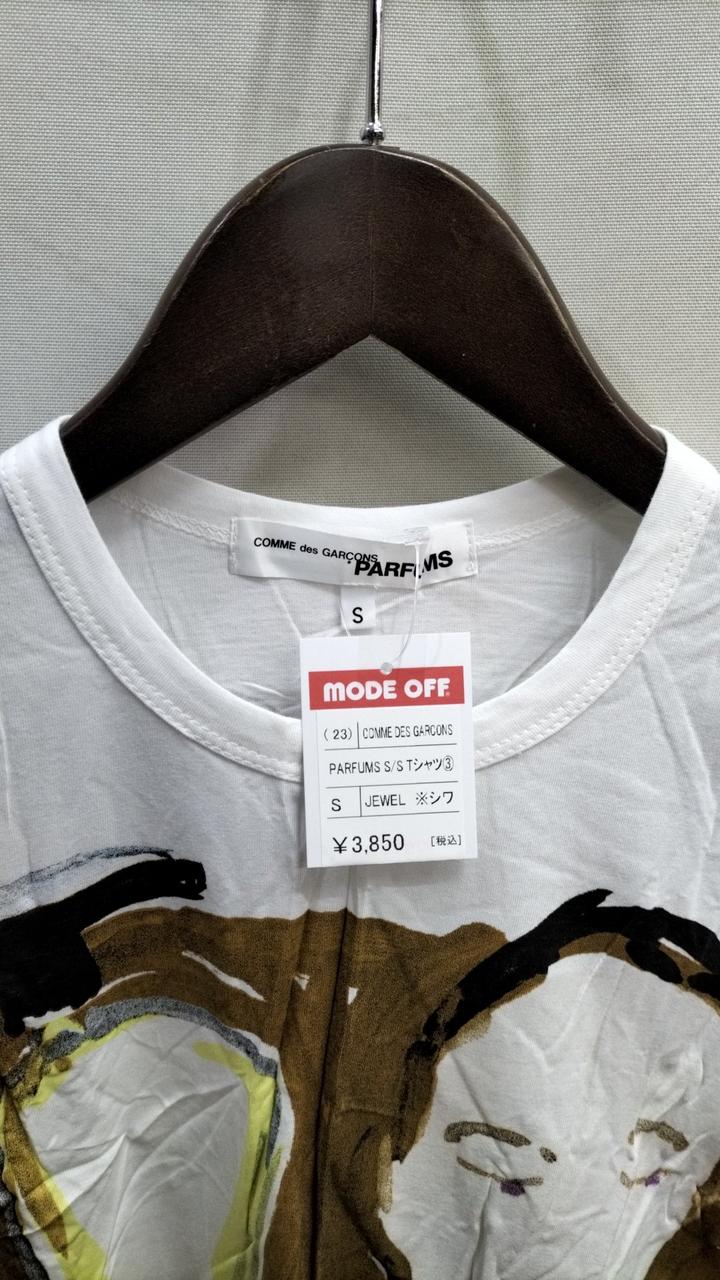 COMME des GARÇONS
PARFUMS
S
MODE OFF
(23) COMME DES GARCONS
PARFUMS S/S Tシャツ③
S JEWEL ※シワ
¥3,850 [税込]